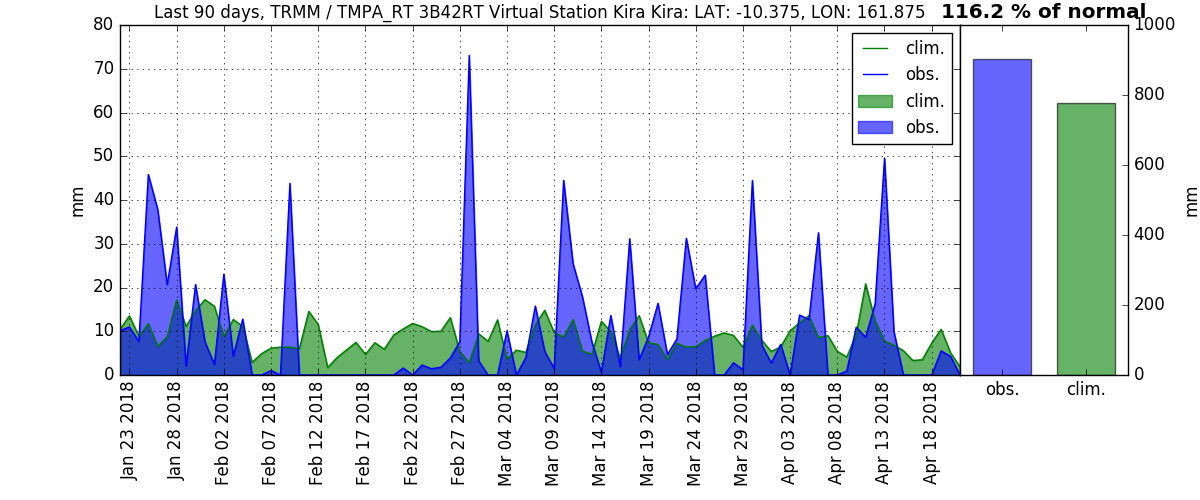 Last 90 days, TRMM / TMPA_RT 3B42RT Virtual Station Kira Kira: LAT: -10.375, LON: 161.875 116.2 % of normal
80
70
60
50
40
30
20
10
0
mm
clim.
obs.
clim.
obs.
1000
800
600
400
200
0
mm
obs. clim.
Jan 23 2018
Jan 28 2018
Feb 02 2018
Feb 07 2018
Feb 12 2018
Feb 17 2018
Feb 22 2018
Feb 27 2018
Mar 04 2018
Mar 09 2018
Mar 14 2018
Mar 19 2018
Mar 24 2018
Mar 29 2018
Apr 03 2018
Apr 08 2018
Apr 13 2018
Apr 18 2018